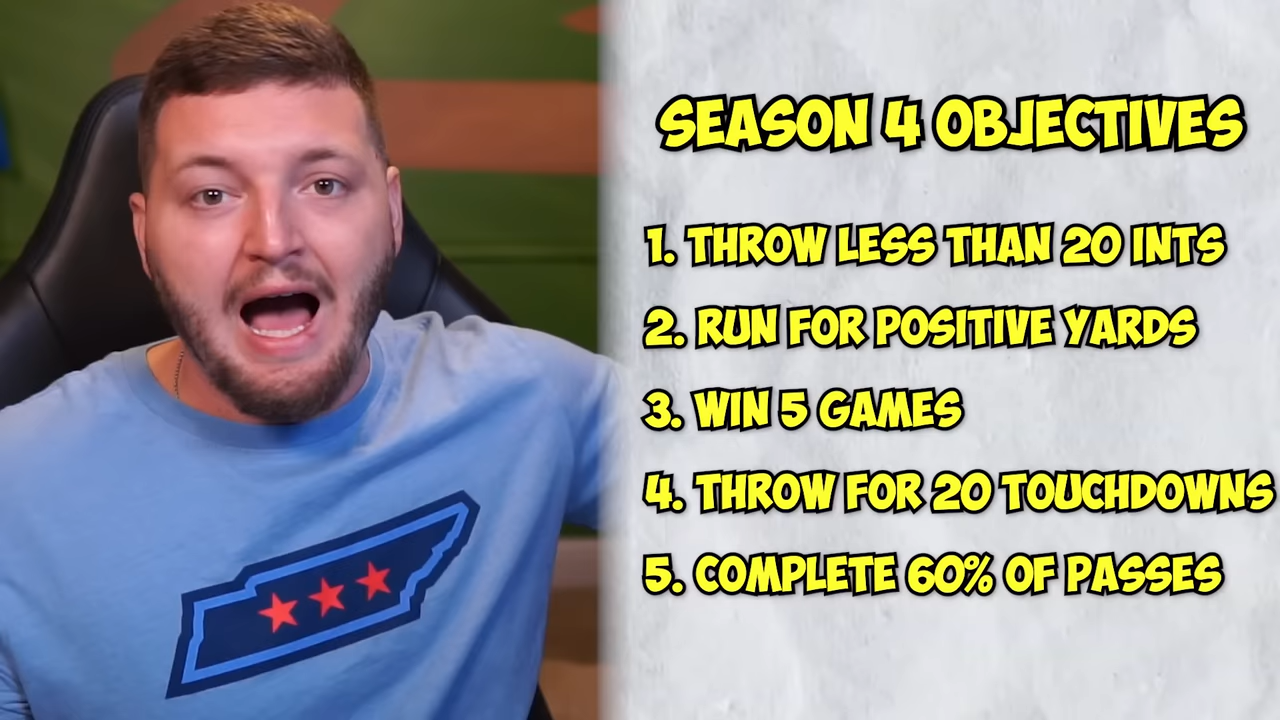 SEASON 4 OBJECTIVES
1. THROW LESS THAN 20 INTS
2. RUN FOR POSITIVE YARDS
3. WIN 5 GAMES
4. THROW FOR 20 TOUCHDOWNS
5. COMPLETE 60% OF PASSES